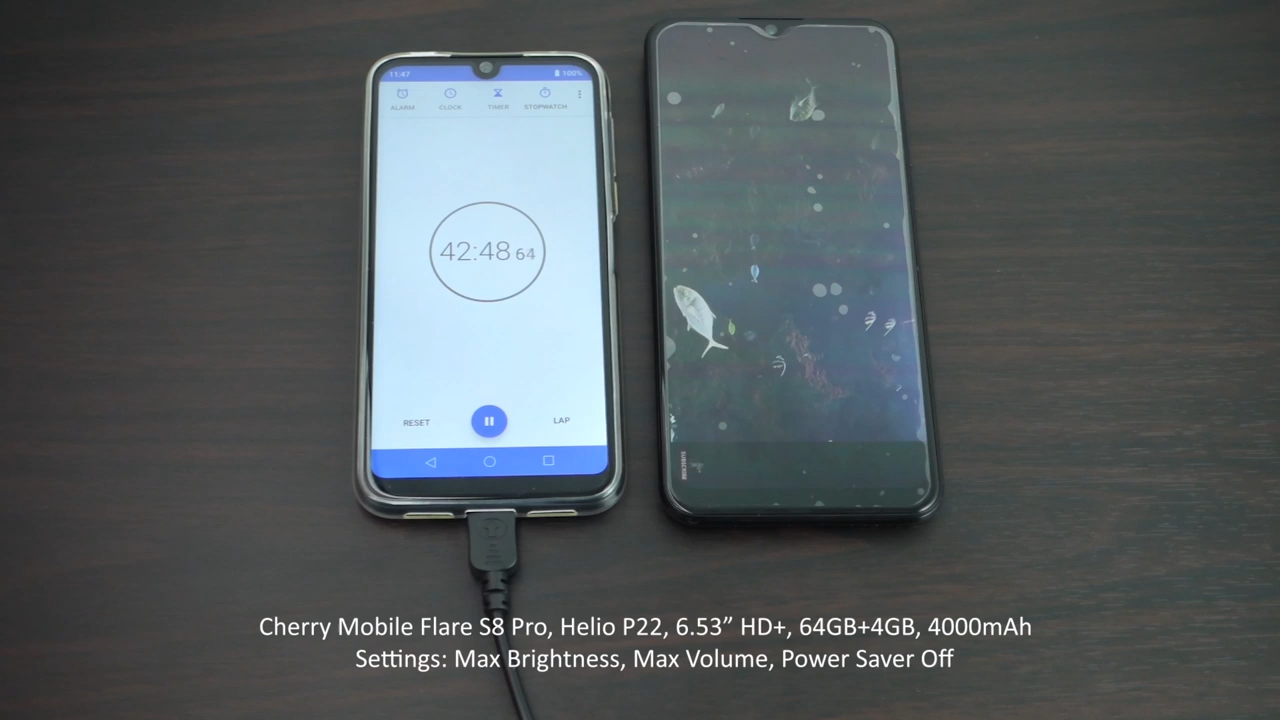 11:47
100%
ALARM
CLOCK
TIMER
STOPWATCH
42:48 64
RESET
LAP
SUBSCRIBE
Cherry Mobile Flare S8 Pro, Helio P22, 6.53” HD+, 64GB+4GB, 4000mAh
Settings: Max Brightness, Max Volume, Power Saver Off